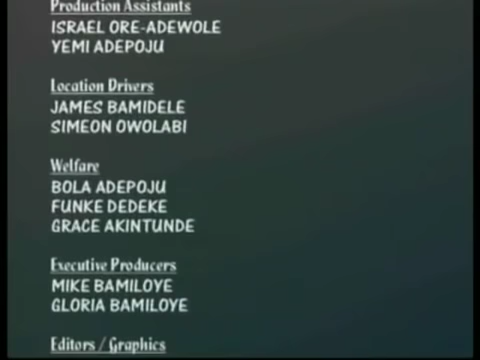 Production Assistants
ISRAEL ORE-ADEWOLE
YEMI ADEPOJU
Location Drivers
JAMES BAMIDELE
SIMEON OWOLABI
Welfare
BOLA ADEPOJU
FUNKE DEDEKE
GRACE AKINTUNDE
Executive Producers
MIKE BAMILOYE
GLORIA BAMILOYE
Editors / Graphics